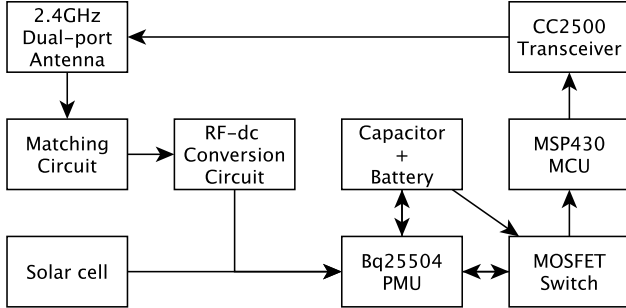 2.4GHz
Dual-port
Antenna
CC2500
Transceiver
Matching
Circuit
RF-dc
Conversion
Circuit
Capacitor
+
Battery
MSP430
MCU
Solar cell
Bq25504
PMU
MOSFET
Switch